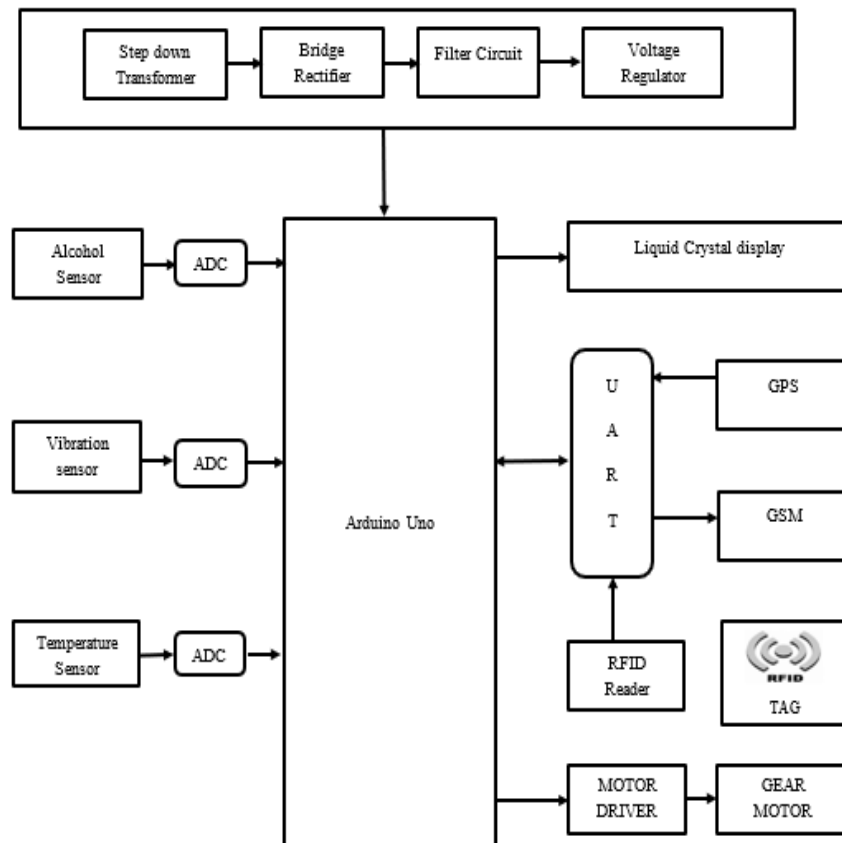 Step down
Transformer
Bridge
Rectifier
Filter Circuit
Voltage
Regulator
Alcohol
Sensor
ADC
Liquid Crystal display
Vibration
sensor
ADC
Arduino Uno
U
A
R
T
GPS
GSM
Temperature
Sensor
ADC
RFID
Reader
RFID
TAG
MOTOR
DRIVER
GEAR
MOTOR